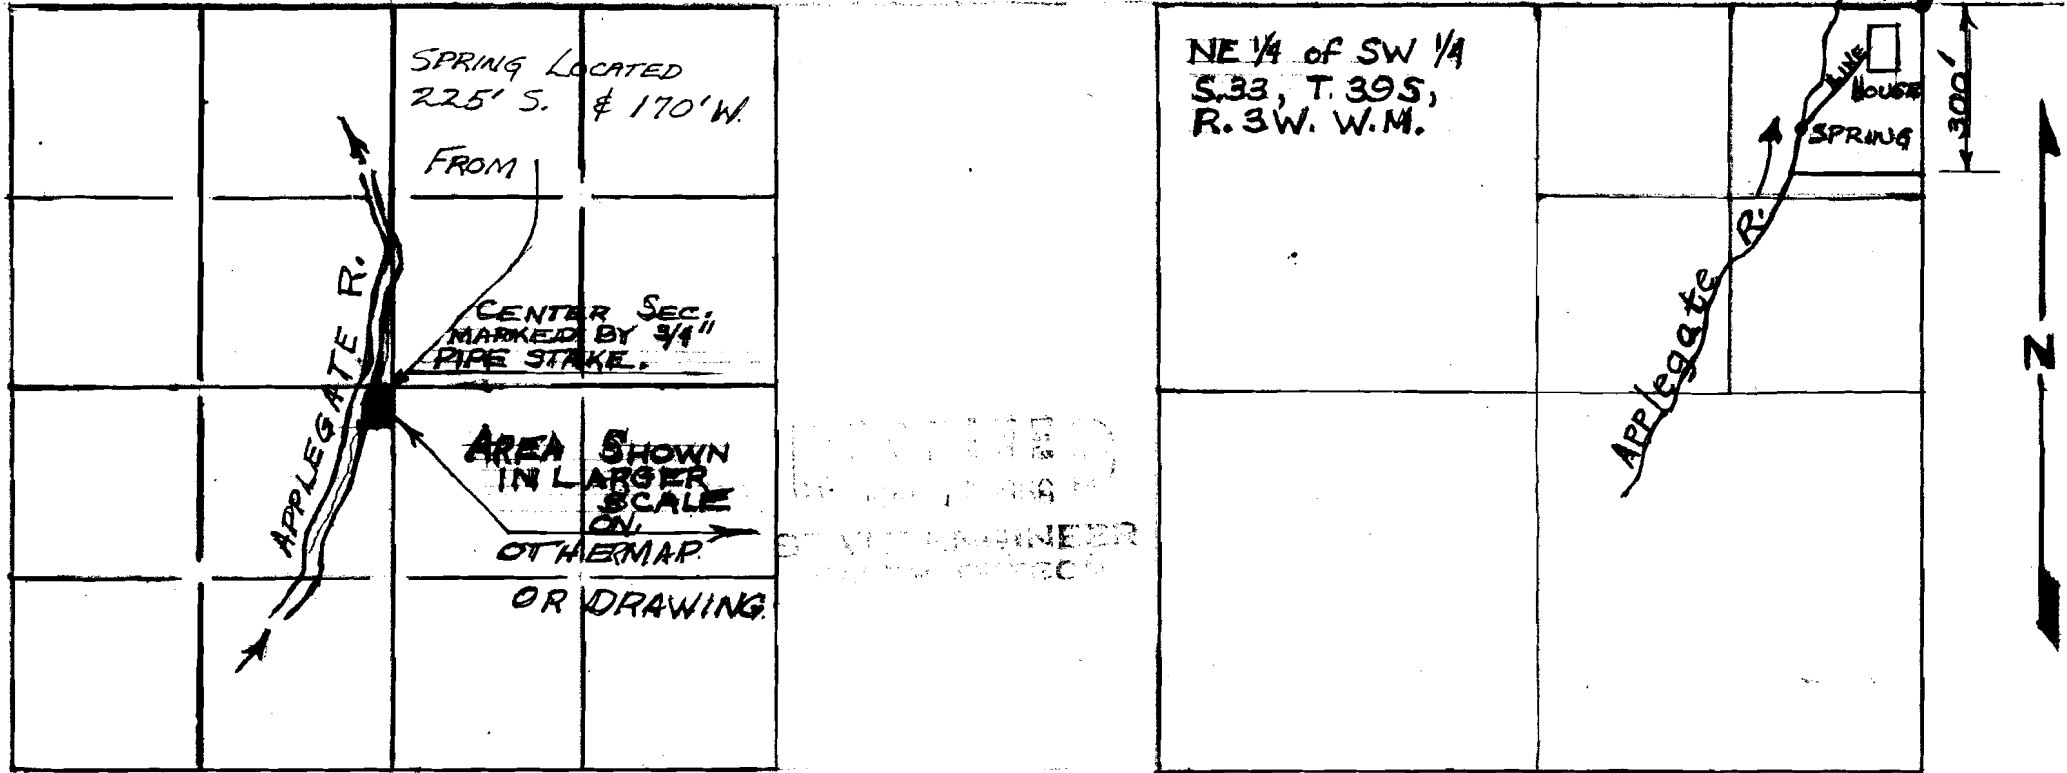 SPRING LOCATED
225' S. & 170' W.
FROM
CENTER SEC.
MARKED BY 3/4"
PIPE STAKE.
APPLEGATE R.
AREA SHOWN
IN LARGER
SCALE
ON
OTHER MAP
OR DRAWING.
ENGINEER
NE 1/4 of SW 1/4
S.33, T. 39S,
R. 3W. W.M.
LINE
HOUSE
SPRING
300'
Applegate R.
N